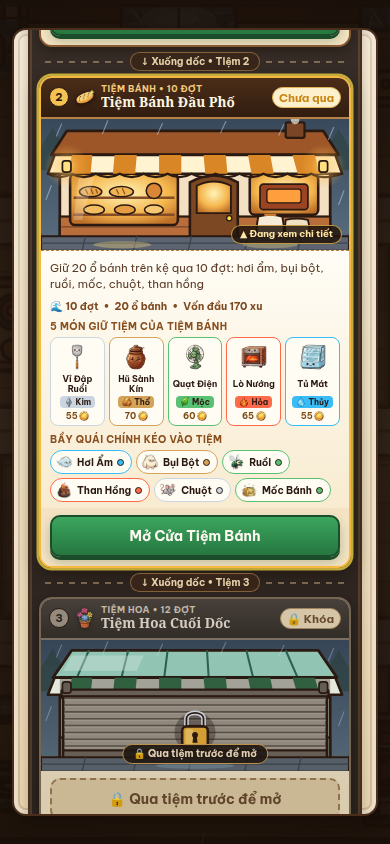 ↓ Xuống dốc • Tiệm 2
2
TIỆM BÁNH • 10 ĐỢT
Tiệm Bánh Đầu Phố
Chưa qua
▲ Đang xem chi tiết
Giữ 20 ổ bánh trên kệ qua 10 đợt: hơi ẩm, bụi bột,
ruồi, mốc, chuột, than hồng
🌊 10 đợt • 20 ổ bánh • Vốn đầu 170 xu
5 MÓN GIỮ TIỆM CỦA TIỆM BÁNH
Vỉ Đập Ruồi
Kim
55
Hũ Sành Kín
Thổ
70
Quạt Điện
Mộc
60
Lò Nướng
Hỏa
65
Tủ Mát
Thủy
55
BẦY QUÁI CHÍNH KÉO VÀO TIỆM
Hơi Ẩm
Bụi Bột
Ruồi
Than Hồng
Chuột
Mốc Bánh
Mở Cửa Tiệm Bánh
↓ Xuống dốc • Tiệm 3
3
TIỆM HOA • 12 ĐỢT
Tiệm Hoa Cuối Dốc
🔒 Khóa
🔒 Qua tiệm trước để mở
🔒 Qua tiệm trước để mở